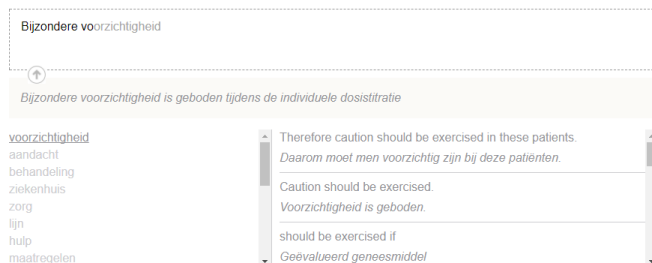 Bijzondere voorzichtigheid
Bijzondere voorzichtigheid is geboden tijdens de individuele dosistitratie
voorzichtigheid
aandacht
behandeling
ziekenhuis
zorg
lijn
hulp
maatregelen
Therefore caution should be exercised in these patients.
Daarom moet men voorzichtig zijn bij deze patiënten.
Caution should be exercised.
Voorzichtigheid is geboden.
should be exercised if
Geëvalueerd geneesmiddel